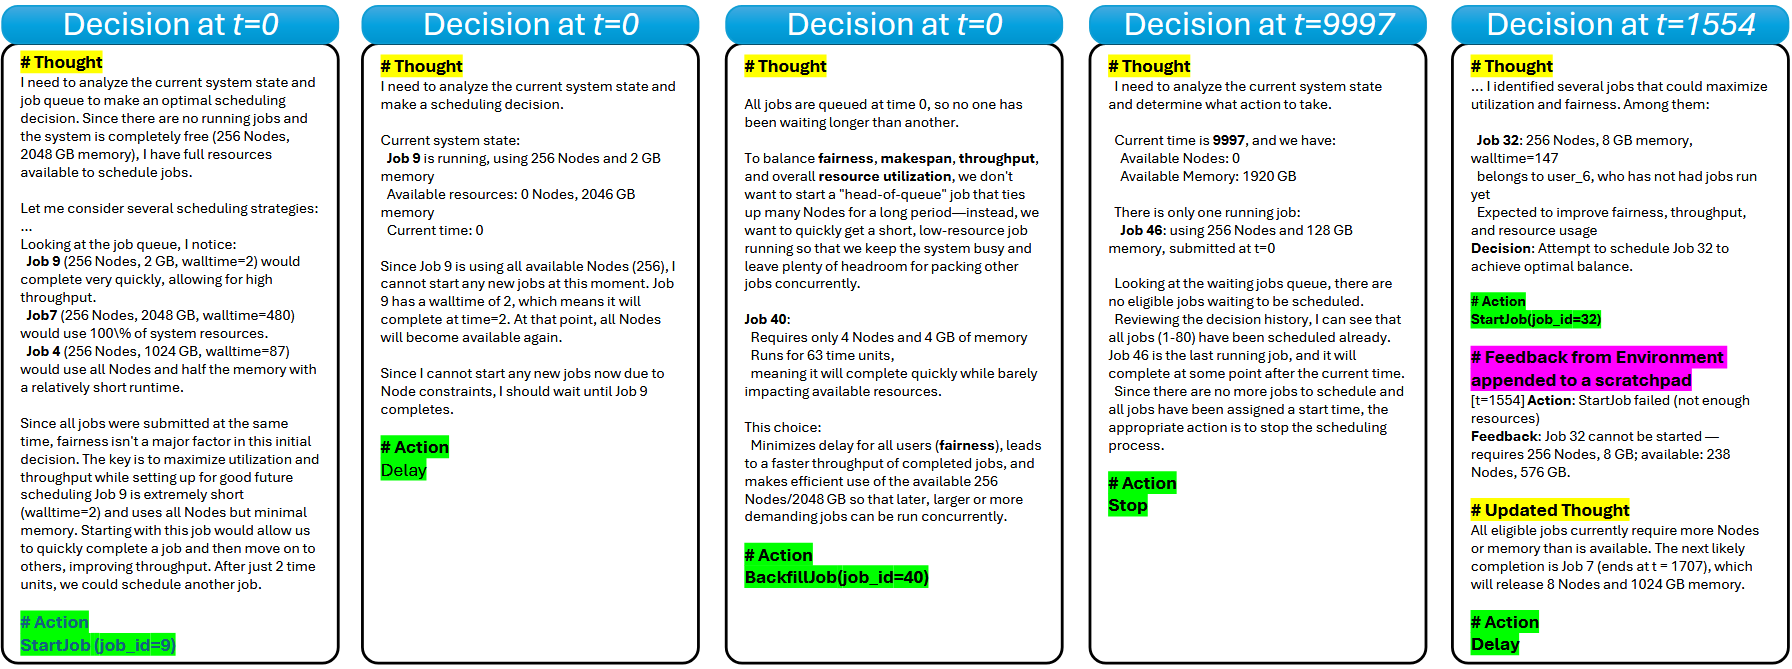 Decision at t=0
# Thought
I need to analyze the current system state and
job queue to make an optimal scheduling
decision. Since there are no running jobs and
the system is completely free (256 Nodes,
2048 GB memory), I have full resources
available to schedule jobs.
Let me consider several scheduling strategies:
...
Looking at the job queue, I notice:
Job 9 (256 Nodes, 2 GB, walltime=2) would
complete very quickly, allowing for high
throughput.
Job7 (256 Nodes, 2048 GB, walltime=480)
would use 100\% of system resources.
Job 4 (256 Nodes, 1024 GB, walltime=87)
would use all Nodes and half the memory with
a relatively short runtime.
Since all jobs were submitted at the same
time, fairness isn't a major factor in this initial
decision. The key is to maximize utilization and
throughput while setting up for good future
scheduling Job 9 is extremely short
(walltime=2) and uses all Nodes but minimal
memory. Starting with this job would allow us
to quickly complete a job and then move on to
others, improving throughput. After just 2 time
units, we could schedule another job.
# Action
StartJob (job_id=9)
Decision at t=0
# Thought
I need to analyze the current system state and
make a scheduling decision.
Current system state:
Job 9 is running, using 256 Nodes and 2 GB
memory
Available resources: 0 Nodes, 2046 GB
memory
Current time: 0
Since Job 9 is using all available Nodes (256), I
cannot start any new jobs at this moment. Job
9 has a walltime of 2, which means it will
complete at time=2. At that point, all Nodes
will become available again.
Since I cannot start any new jobs now due to
Node constraints, I should wait until Job 9
completes.
# Action
Delay
Decision at t=0
# Thought
All jobs are queued at time 0, so no one has
been waiting longer than another.
To balance fairness, makespan, throughput,
and overall resource utilization, we don't
want to start a "head-of-queue" job that ties
up many Nodes for a long period—instead, we
want to quickly get a short, low-resource job
running so that we keep the system busy and
leave plenty of headroom for packing other
jobs concurrently.
Job 40:
Requires only 4 Nodes and 4 GB of memory
Runs for 63 time units,
meaning it will complete quickly while barely
impacting available resources.
This choice:
Minimizes delay for all users (fairness), leads
to a faster throughput of completed jobs, and
makes efficient use of the available 256
Nodes/2048 GB so that later, larger or more
demanding jobs can be run concurrently.
# Action
BackfillJob(job_id=40)
Decision at t=9997
# Thought
I need to analyze the current system state
and determine what action to take.
Current time is 9997, and we have:
Available Nodes: 0
Available Memory: 1920 GB
There is only one running job:
Job 46: using 256 Nodes and 128 GB
memory, submitted at t=0
Looking at the waiting jobs queue, there are
no eligible jobs waiting to be scheduled.
Reviewing the decision history, I can see that
all jobs (1-80) have been scheduled already.
Job 46 is the last running job, and it will
complete at some point after the current time.
Since there are no more jobs to schedule and
all jobs have been assigned a start time, the
appropriate action is to stop the scheduling
process.
# Action
Stop
Decision at t=1554
# Thought
... I identified several jobs that could maximize
utilization and fairness. Among them:
Job 32: 256 Nodes, 8 GB memory,
walltime=147
belongs to user_6, who has not had jobs run
yet
Expected to improve fairness, throughput,
and resource usage
Decision: Attempt to schedule Job 32 to
achieve optimal balance.
# Action
StartJob(job_id=32)
# Feedback from Environment
appended to a scratchpad
[t=1554] Action: StartJob failed (not enough
resources)
Feedback: Job 32 cannot be started —
requires 256 Nodes, 8 GB; available: 238
Nodes, 576 GB.
# Updated Thought
All eligible jobs currently require more Nodes
or memory than is available. The next likely
completion is Job 7 (ends at t = 1707), which
will release 8 Nodes and 1024 GB memory.
# Action
Delay